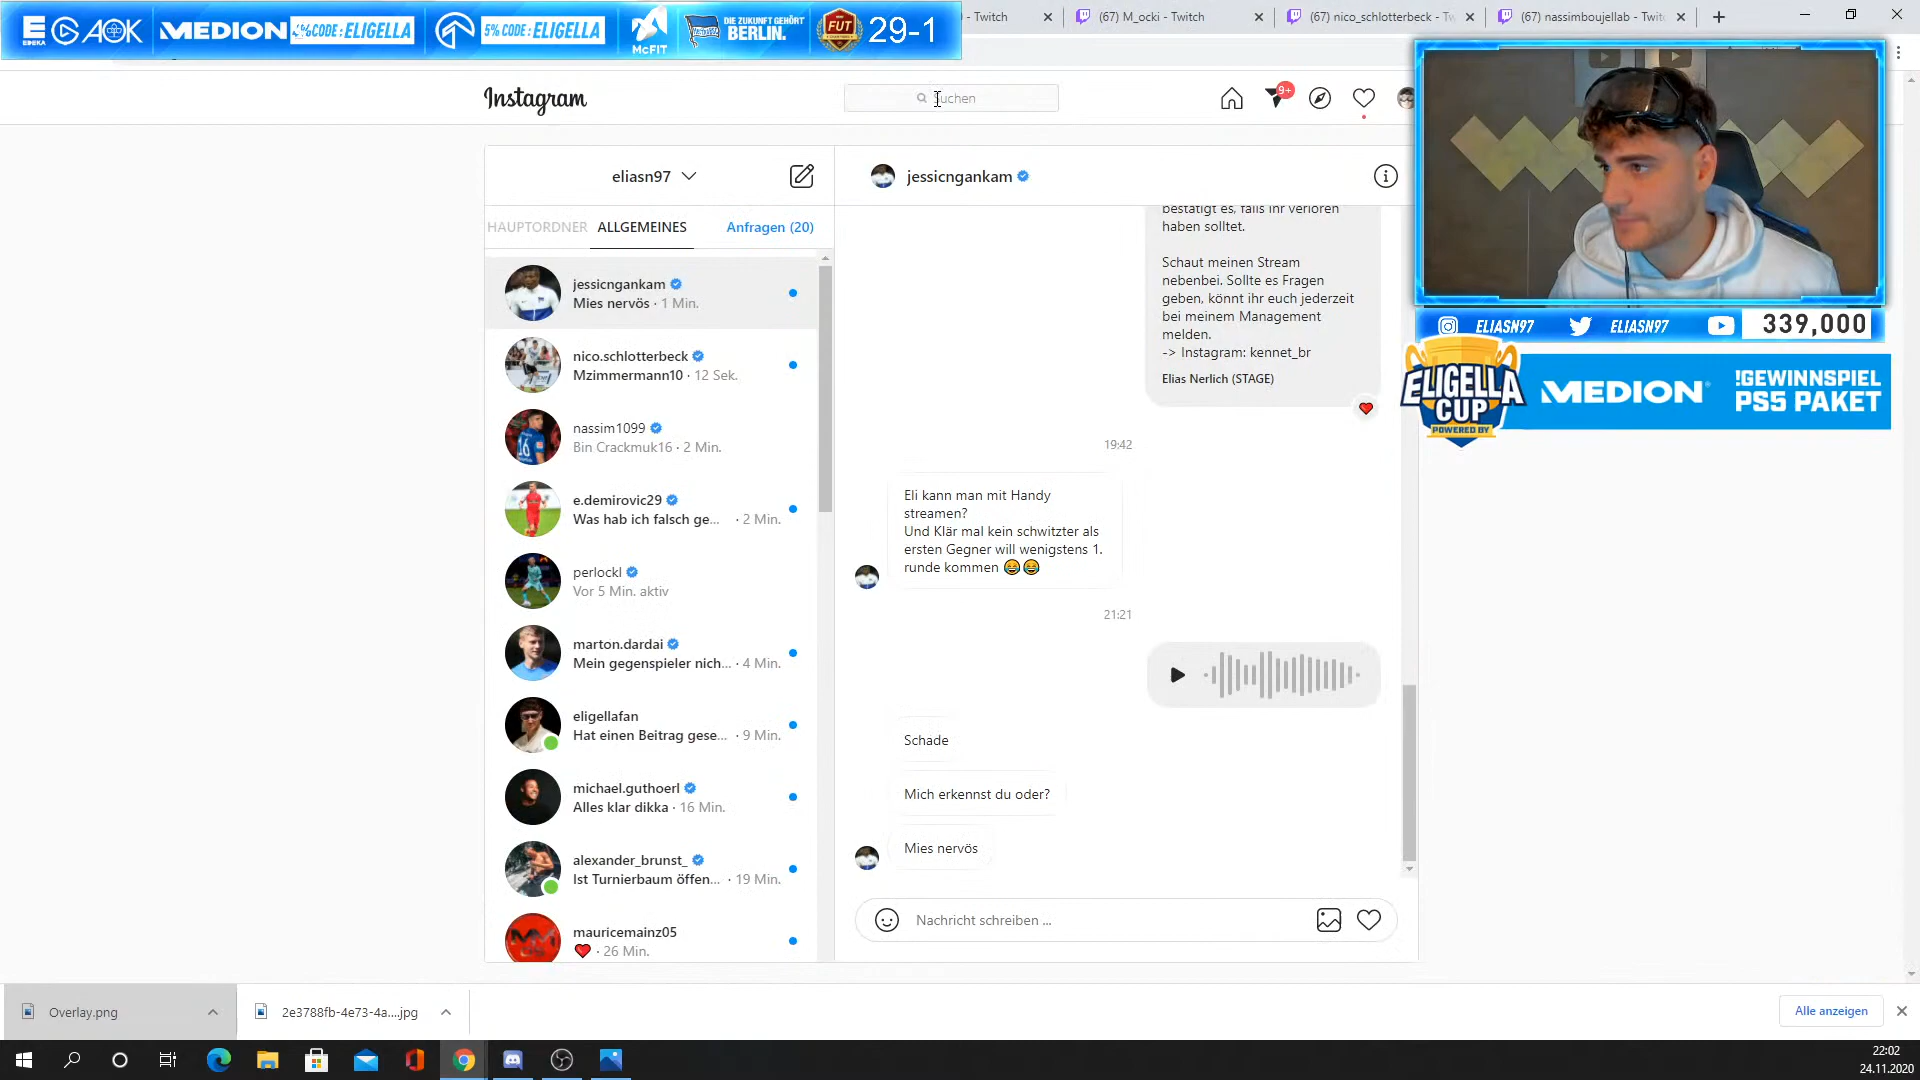 EDEKA
AOK
MEDION
CODE: ELIGELLA
5% CODE: ELIGELLA
McFIT
DIE ZUKUNFT GEHÖRT
BERLIN.
FUT
29-1
- Twitch
(67) M_ocki - Twitch
(67) nico_schlotterbeck - Tw
(67) nassimboujellab - Twitc
Instagram
Suchen
9+
eliasn97
jessicngankam
HAUPTORDNER
ALLGEMEINES
Anfragen (20)
jessicngankam
Mies nervös · 1 Min.
nico.schlotterbeck
Mzimmermann10 · 12 Sek.
nassim1099
Bin Crackmuk16 · 2 Min.
e.demirovic29
Was hab ich falsch ge... · 2 Min.
perlockl
Vor 5 Min. aktiv
marton.dardai
Mein gegenspieler nich... · 4 Min.
eligellafan
Hat einen Beitrag gese... · 9 Min.
michael.guthoerl
Alles klar dikka · 16 Min.
alexander_brunst_
Ist Turnierbaum öffen... · 19 Min.
mauricemainz05
❤️ · 26 Min.
bestätigt es, falls ihr verloren
haben solltet.
Schaut meinen Stream
nebenbei. Sollte es Fragen
geben, könnt ihr euch jederzeit
bei meinem Management
melden.
-> Instagram: kennet_br
Elias Nerlich (STAGE)
19:42
Eli kann man mit Handy
streamen?
Und Klär mal kein schwitzter als
ersten Gegner will wenigstens 1.
runde kommen 😂😂
21:21
Schade
Mich erkennst du oder?
Mies nervös
Nachricht schreiben ...
ELIASN97
ELIASN97
339,000
ELIGELLA
CUP
POWERED BY
MEDION
!GEWINNSPIEL
PS5 PAKET
Overlay.png
2e3788fb-4e73-4a....jpg
Alle anzeigen
22:02
24.11.2020